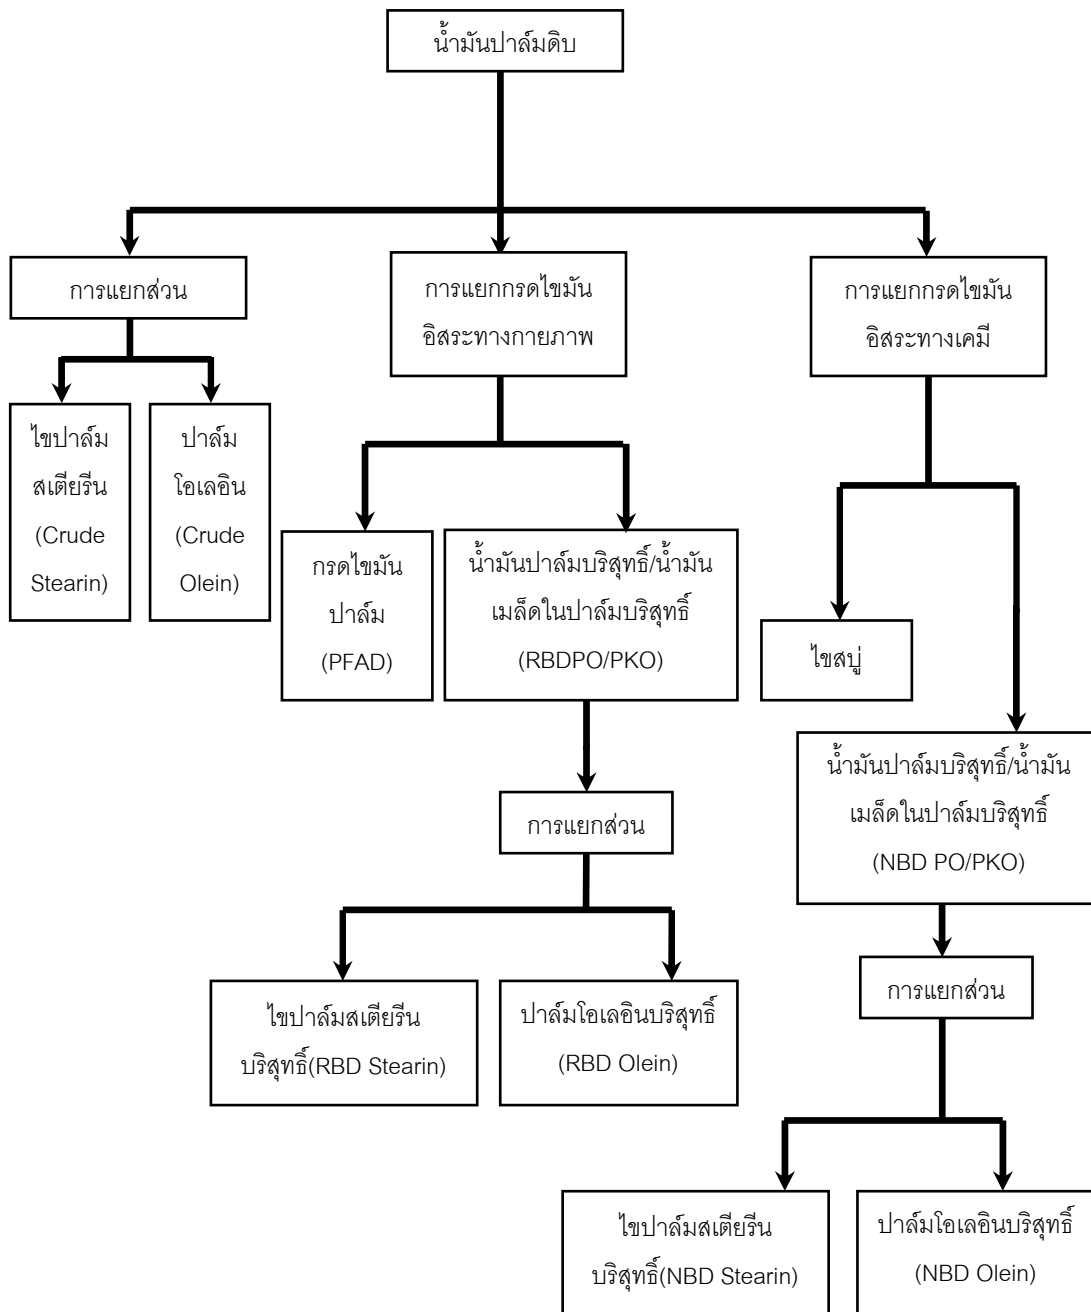 น้ำมันปาล์มดิบ
การแยกส่วน
การแยกกรดไขมัน
อิสระทางกายภาพ
การแยกกรดไขมัน
อิสระทางเคมี
ไขปาล์ม
สเตียรีน
(Crude
Stearin)
ปาล์ม
โอเลอิน
(Crude
Olein)
กรดไขมัน
ปาล์ม
(PFAD)
น้ำมันปาล์มบริสุทธิ์/น้ำมัน
เมล็ดในปาล์มบริสุทธิ์
(RBDPO/PKO)
ไขสบู่
น้ำมันปาล์มบริสุทธิ์/น้ำมัน
เมล็ดในปาล์มบริสุทธิ์
(NBD PO/PKO)
การแยกส่วน
การแยกส่วน
ไขปาล์มสเตียรีน
บริสุทธิ์(RBD Stearin)
ปาล์มโอเลอินบริสุทธิ์
(RBD Olein)
ไขปาล์มสเตียรีน
บริสุทธิ์(NBD Stearin)
ปาล์มโอเลอินบริสุทธิ์
(NBD Olein)